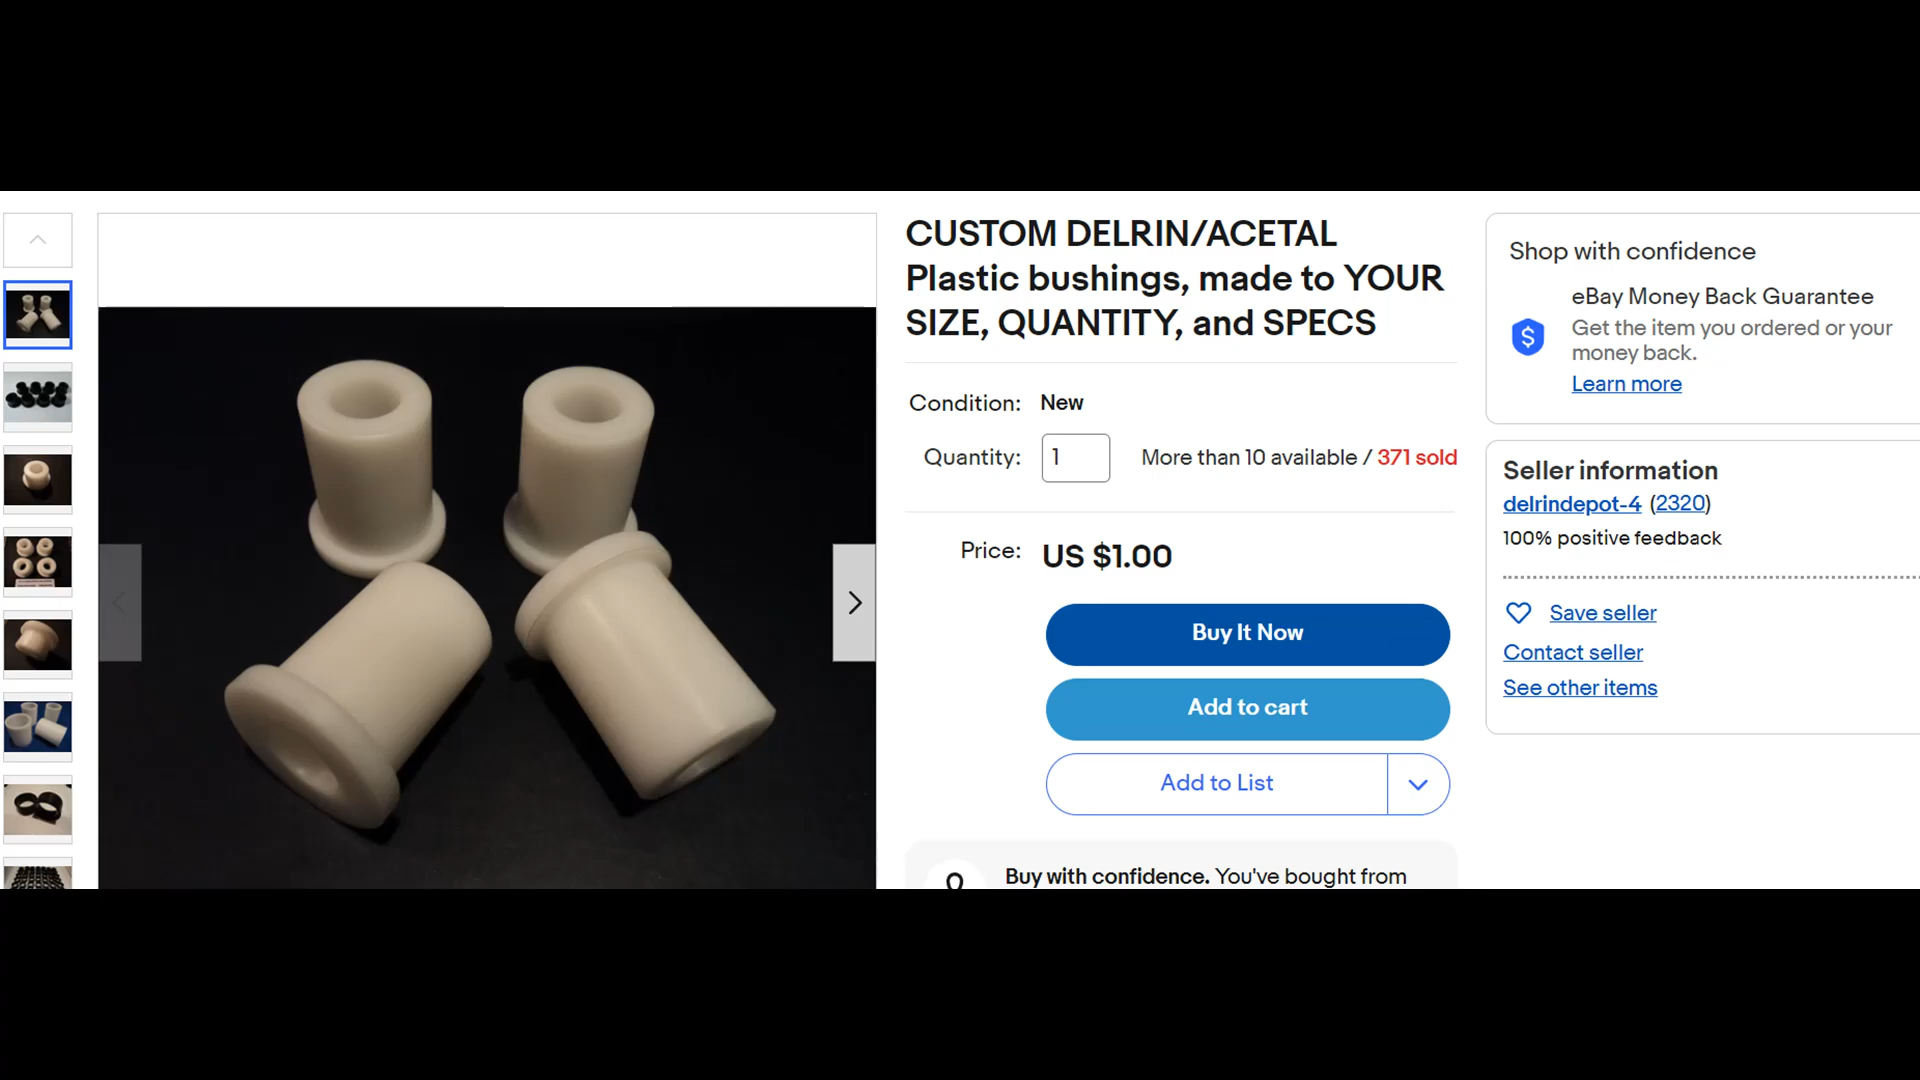 CUSTOM DELRIN/ACETAL
Plastic bushings, made to YOUR
SIZE, QUANTITY, and SPECS
Condition: New
Quantity: 1 More than 10 available / 371 sold
Price: US $1.00
Buy It Now
Add to cart
Add to List
Buy with confidence. You've bought from
Shop with confidence
eBay Money Back Guarantee
Get the item you ordered or your
money back.
Learn more
Seller information
delrindepot-4 (2320)
100% positive feedback
Save seller
Contact seller
See other items